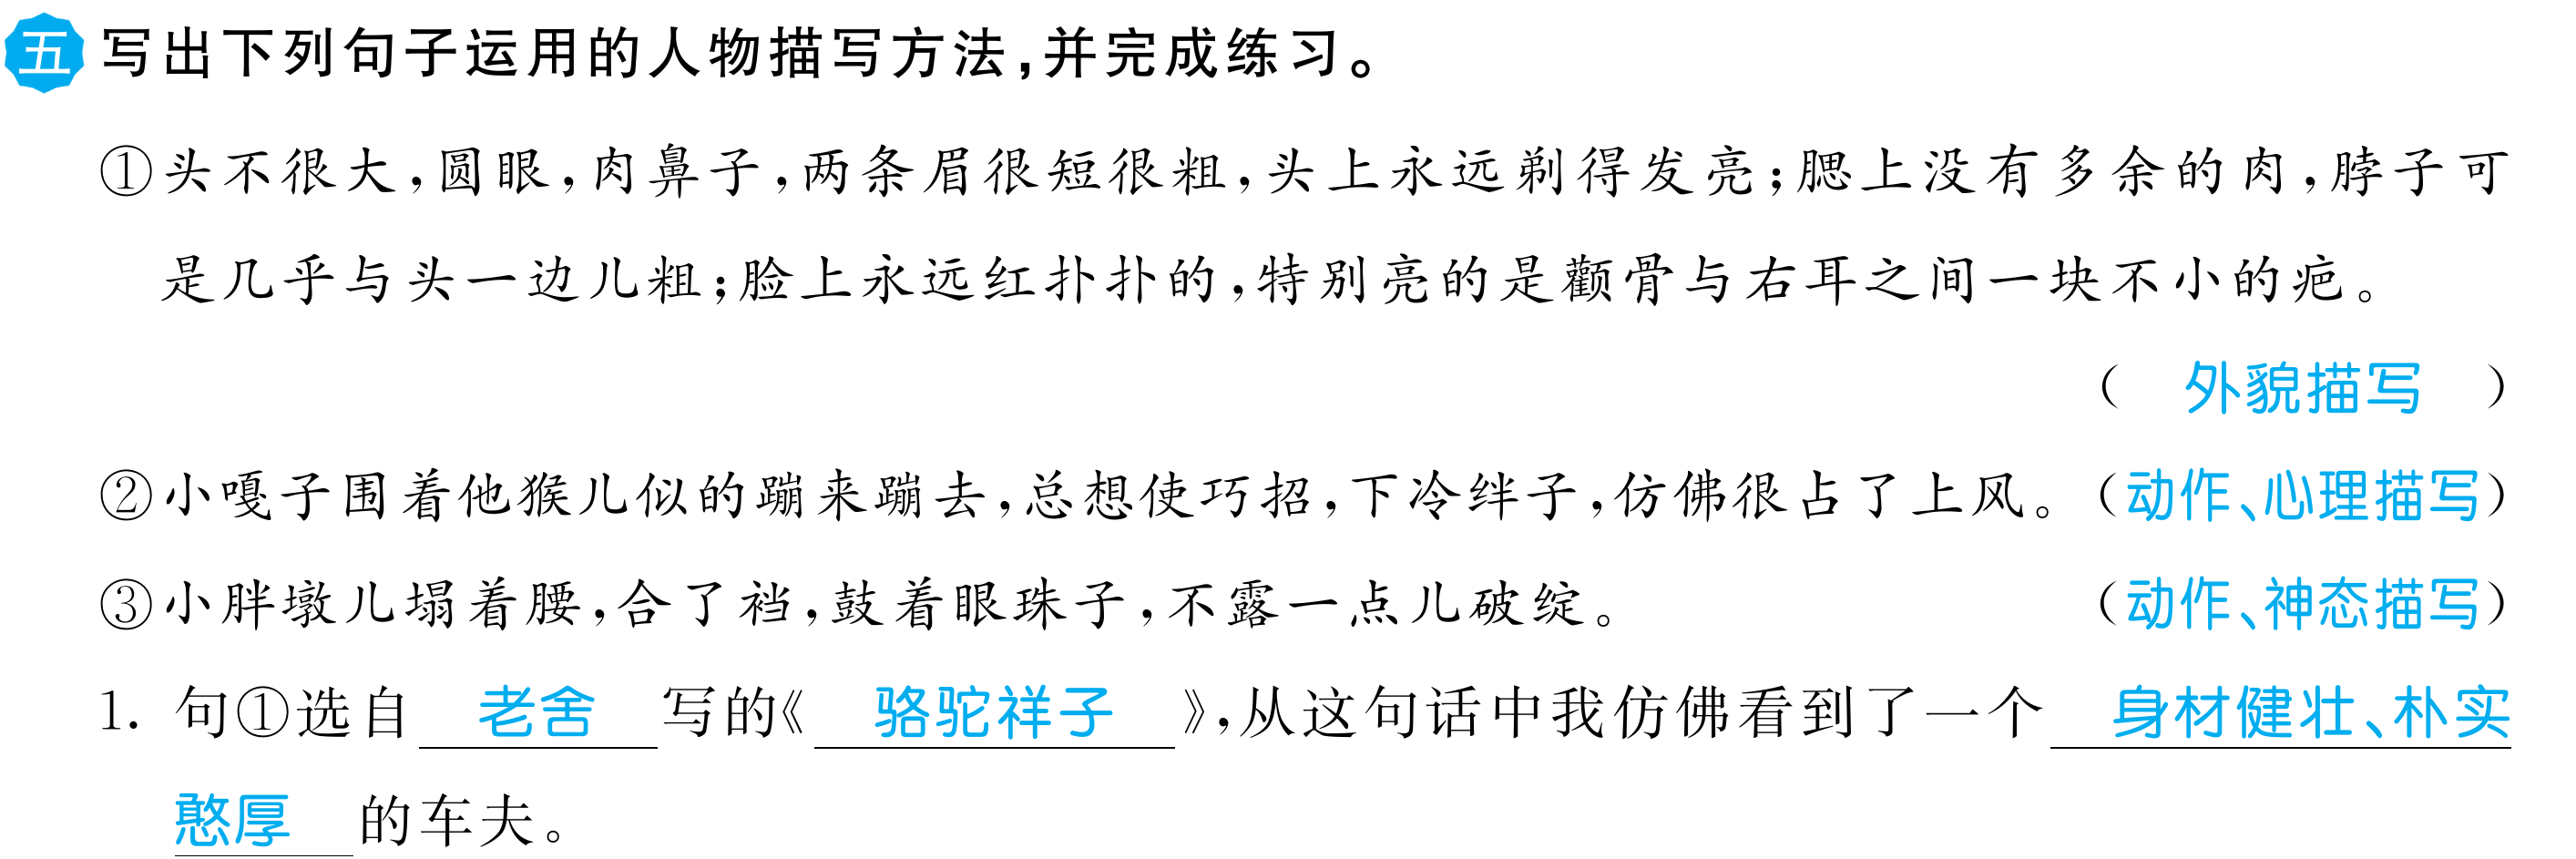 五 写出下列句子运用的人物描写方法,并完成练习。
①头不很大,圆眼,肉鼻子,两条眉很短很粗,头上永远剃得发亮;腮上没有多余的肉,脖子可
是几乎与头一边儿粗;脸上永远红扑扑的,特别亮的是颧骨与右耳之间一块不小的疤。
( 外貌描写 )
②小嘎子围着他猴儿似的蹦来蹦去,总想使巧招,下冷绊子,仿佛很占了上风。(动作、心理描写)
③小胖墩儿塌着腰,合了裆,鼓着眼珠子,不露一点儿破绽。(动作、神态描写)
1. 句①选自 老舍 写的《 骆驼祥子 》,从这句话中我仿佛看到了一个 身材健壮、朴实
憨厚 的车夫。